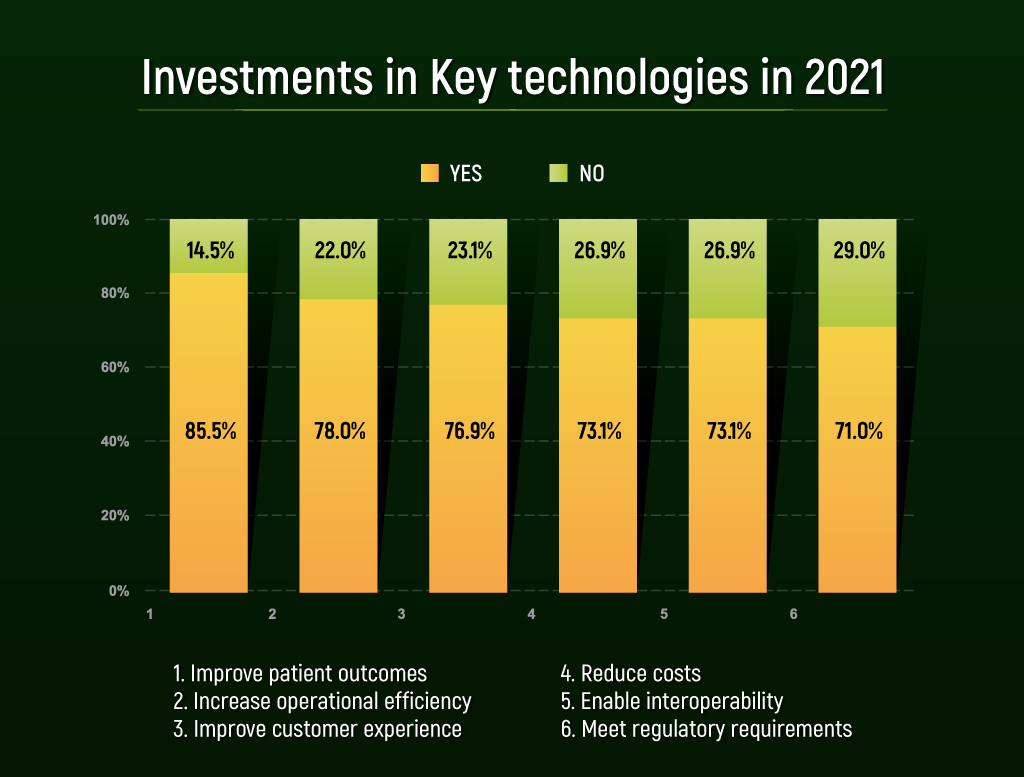 Investments in Key technologies in 2021
YES NO
100%
14.5% 22.0% 23.1% 26.9% 26.9% 29.0%
80%
60%
40%
85.5% 78.0% 76.9% 73.1% 73.1% 71.0%
20%
0%
1 2 3 4 5 6
1. Improve patient outcomes
2. Increase operational efficiency
3. Improve customer experience
4. Reduce costs
5. Enable interoperability
6. Meet regulatory requirements